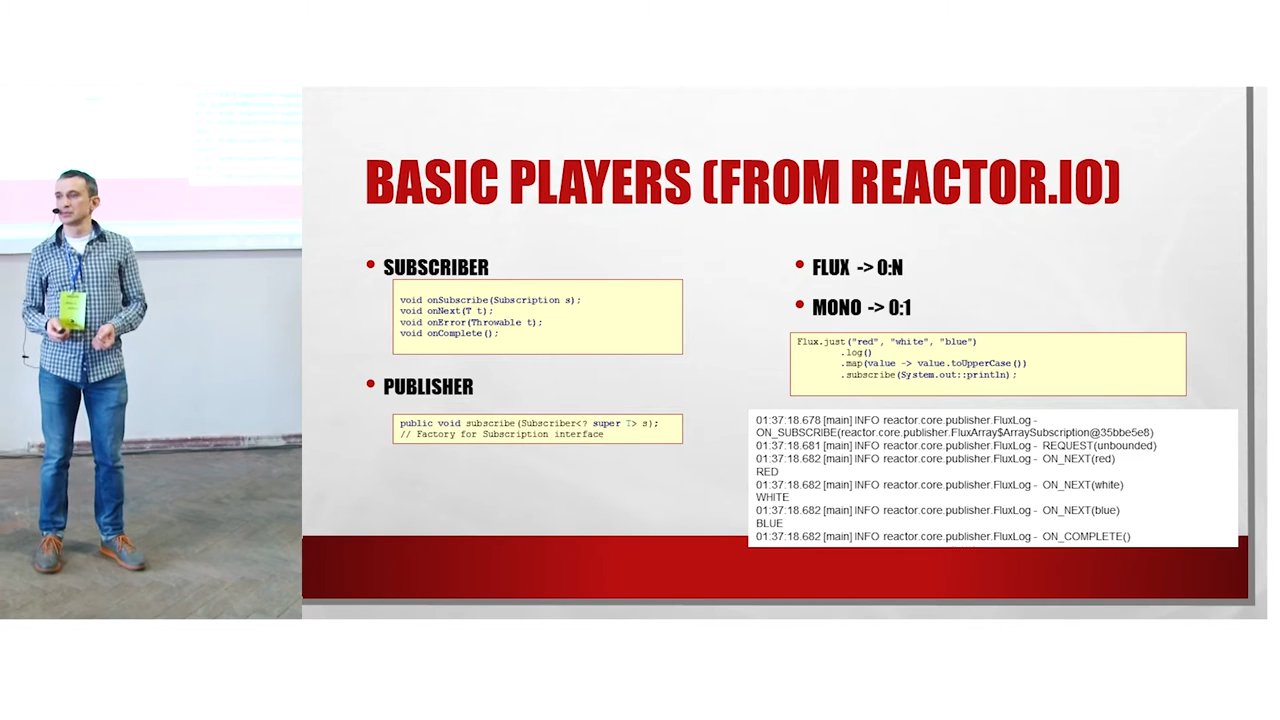 BASIC PLAYERS (FROM REACTOR.IO)
• SUBSCRIBER
void onSubscribe(Subscription s);
void onNext(T t);
void onError(Throwable t);
void onComplete();
• PUBLISHER
public void subscribe(Subscriber<? super T> s);
// Factory for Subscription interface
• FLUX -> 0:N
• MONO -> 0:1
Flux.just("red", "white", "blue")
.log()
.map(value -> value.toUpperCase())
.subscribe(System.out::println);
01:37:18.678 [main] INFO reactor.core.publisher.FluxLog -
ON_SUBSCRIBE(reactor.core.publisher.FluxArray$ArraySubscription@35bbe5e8)
01:37:18.681 [main] INFO reactor.core.publisher.FluxLog - REQUEST(unbounded)
01:37:18.682 [main] INFO reactor.core.publisher.FluxLog - ON_NEXT(red)
RED
01:37:18.682 [main] INFO reactor.core.publisher.FluxLog - ON_NEXT(white)
WHITE
01:37:18.682 [main] INFO reactor.core.publisher.FluxLog - ON_NEXT(blue)
BLUE
01:37:18.682 [main] INFO reactor.core.publisher.FluxLog - ON_COMPLETE()